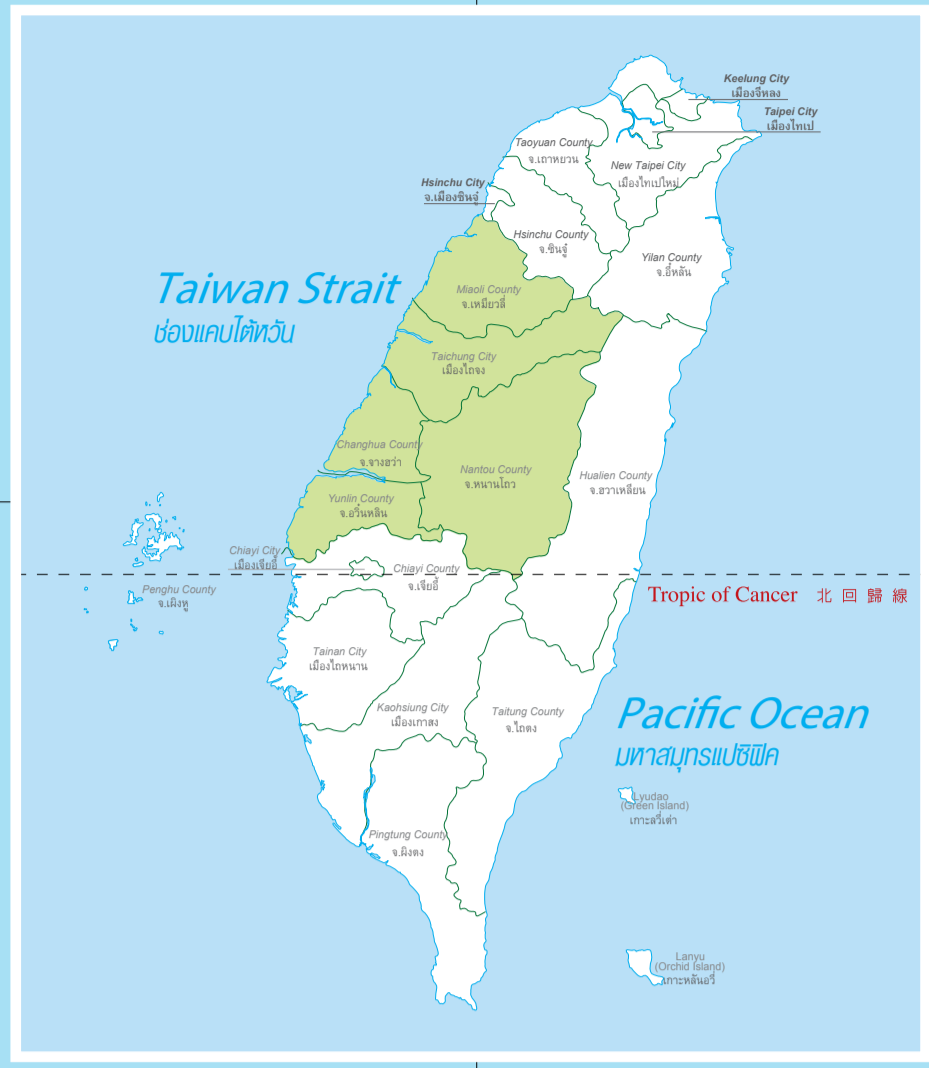 Keelung City
เมืองจีหลง
Taipei City
เมืองไทเป
Taoyuan County
จ.เถาหยวน
New Taipei City
เมืองไทเปใหม่
Hsinchu City
จ.เมืองซินจู๋
Hsinchu County
จ.ซินจู๋
Yilan County
จ.อี๋หลัน
Taiwan Strait
ช่องแคบไต้หวัน
Miaoli County
จ.เหมียวลี่
Taichung City
เมืองไถจง
Changhua County
จ.จางฮว่า
Nantou County
จ.หนานโถว
Hualien County
จ.ฮวาเหลียน
Yunlin County
จ.อวิ๋นหลิน
Chiayi City
เมืองเจียอี้
Chiayi County
จ.เจียอี้
Penghu County
จ.เผิงหู
Tropic of Cancer 北回歸線
Tainan City
เมืองไถหนาน
Kaohsiung City
เมืองเกาสง
Taitung County
จ.ไถตง
Pacific Ocean
มหาสมุทรแปซิฟิค
Lyudao
(Green Island)
เกาะลวี่เต่า
Pingtung County
จ.ผิงตง
Lanyu
(Orchid Island)
เกาะหลันอวี่